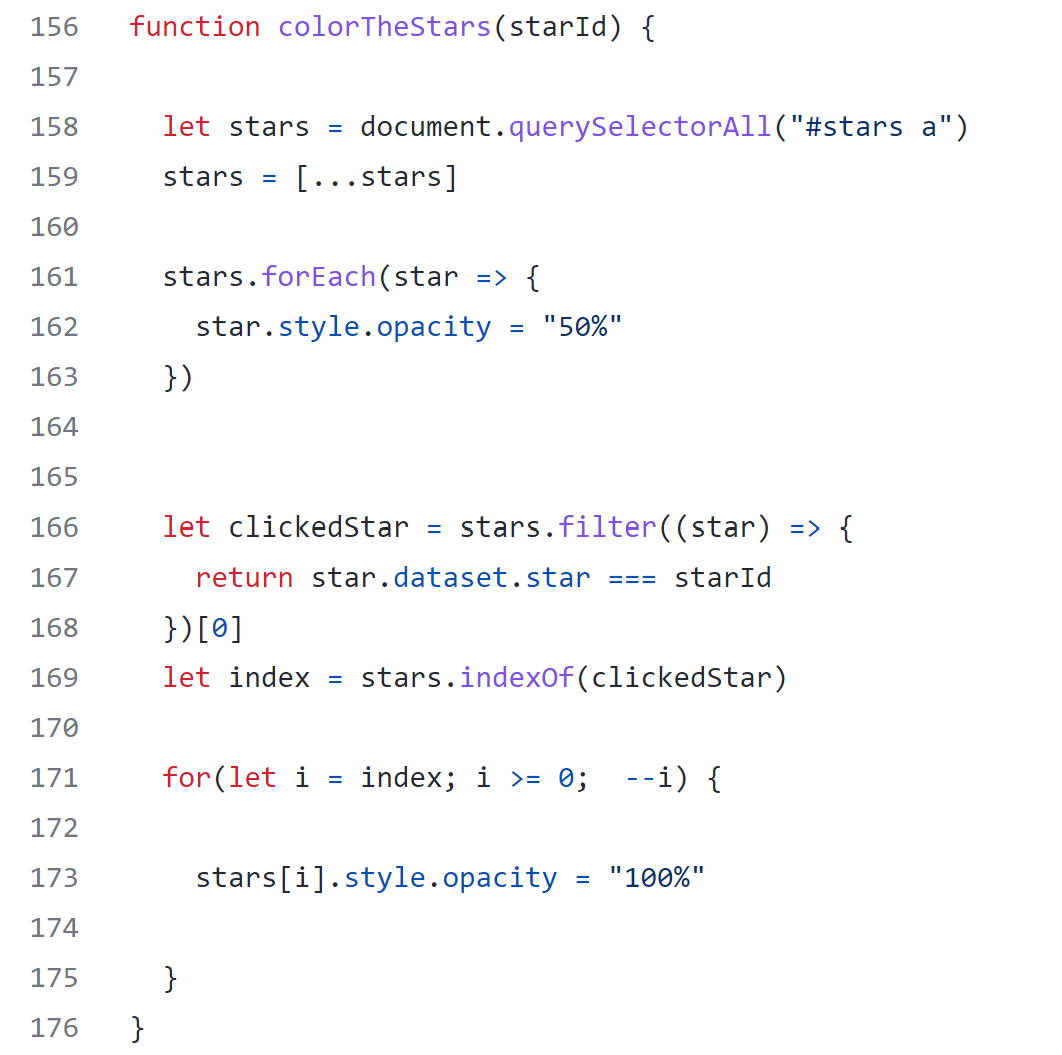 156 function colorTheStars(starId) {
157
158   let stars = document.querySelectorAll("#stars a")
159   stars = [...stars]
160
161   stars.forEach(star => {
162     star.style.opacity = "50%"
163   })
164
165
166   let clickedStar = stars.filter((star) => {
167     return star.dataset.star === starId
168   })[0]
169   let index = stars.indexOf(clickedStar)
170
171   for(let i = index; i >= 0;  --i) {
172
173     stars[i].style.opacity = "100%"
174
175   }
176 }